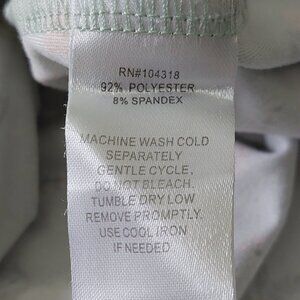 RN#104318
92% POLYESTER
8% SPANDEX
MACHINE WASH COLD
SEPARATELY
GENTLE CYCLE,
DO NOT BLEACH.
TUMBLE DRY LOW
REMOVE PROMPTLY.
USE COOL IRON
IF NEEDED